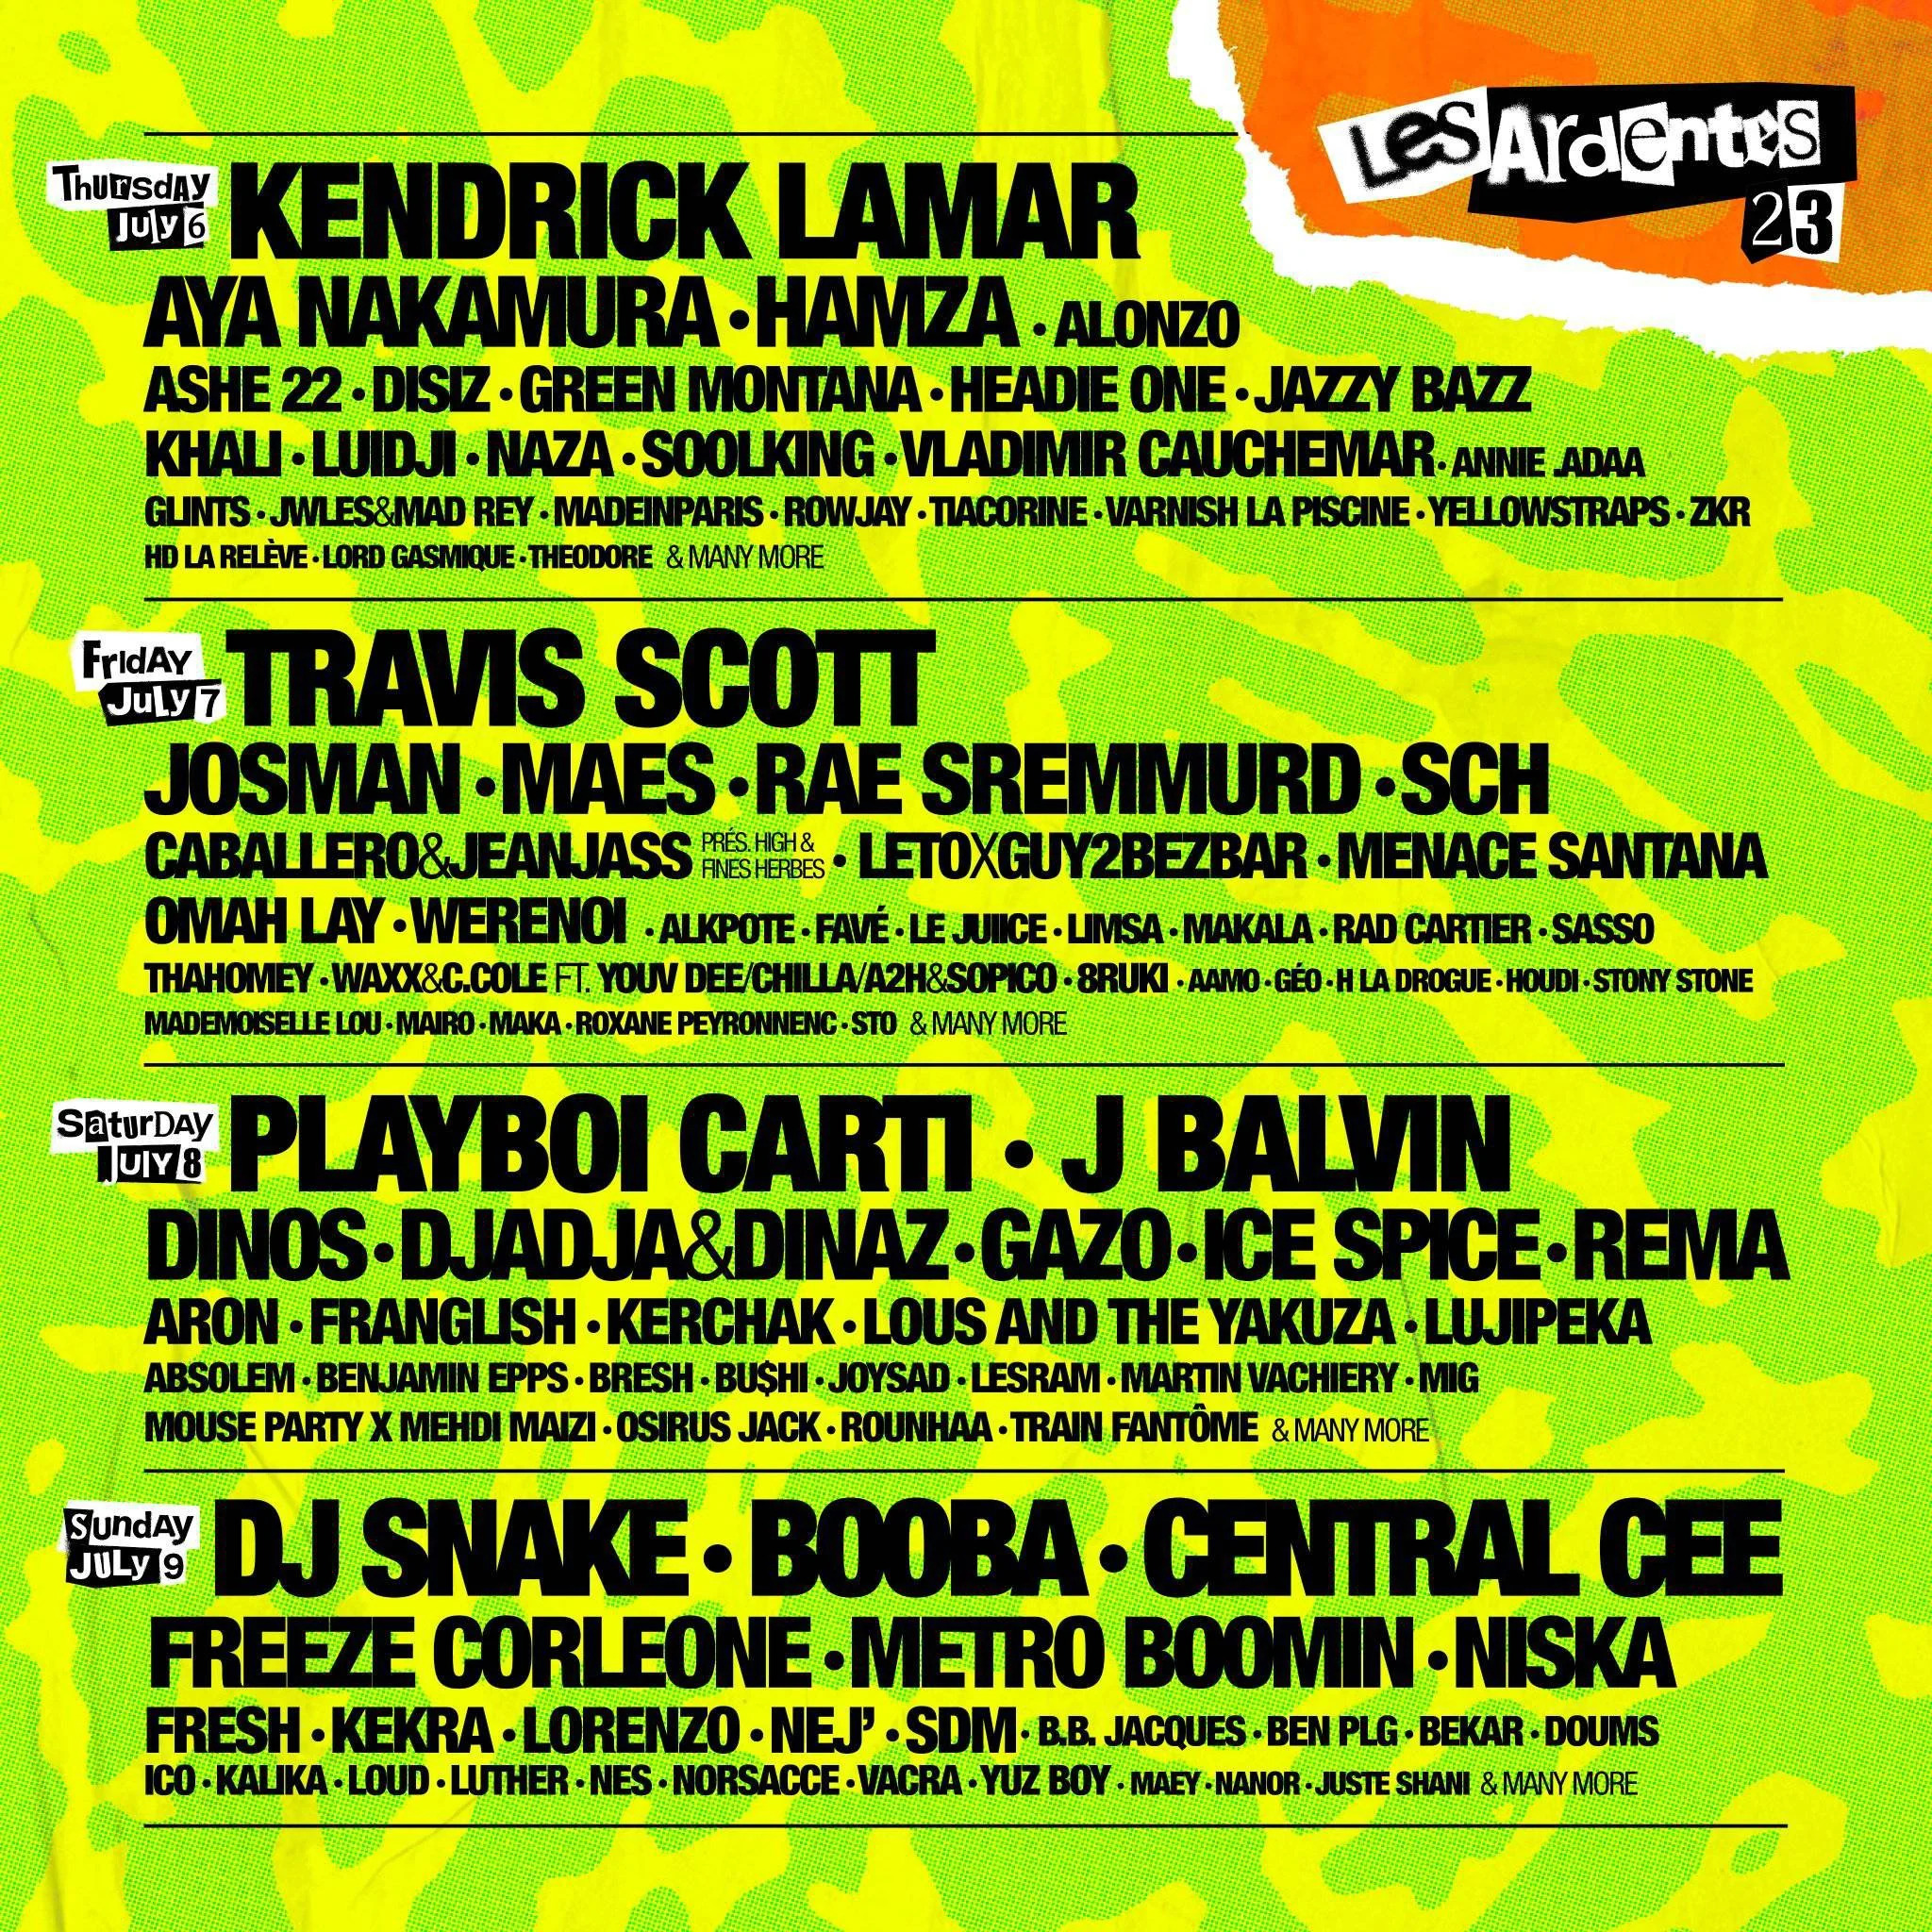 Les Ardentes
23
Thursday
July 6
KENDRICK LAMAR
AYA NAKAMURA • HAMZA • ALONZO
ASHE 22 • DISIZ • GREEN MONTANA • HEADIE ONE • JAZZY BAZZ
KHALI • LUIDJI • NAZA • SOOLKING • VLADIMIR CAUCHEMAR • ANNIE .ADAA
GLINTS • JWLES&MAD REY • MADEINPARIS • ROWJAY • TIACORINE • VARNISH LA PISCINE • YELLOWSTRAPS • ZKR
HD LA RELÈVE • LORD GASMIQUE • THEODORE & MANY MORE
Friday
July 7
TRAVIS SCOTT
JOSMAN • MAES • RAE SREMMURD • SCH
CABALLERO&JEANJASS PRÉS. HIGH & FINES HERBES • LETOXGUY2BEZBAR • MENACE SANTANA
OMAH LAY • WERENOI • ALKPOTE • FAVÉ • LE JUIICE • LIMSA • MAKALA • RAD CARTIER • SASSO
THAHOMEY • WAXX&C.COLE FT. YOUV DEE/CHILLA/A2H&SOPICO • 8RUKI • AAMO • GÉO • H LA DROGUE • HOUDI • STONY STONE
MADEMOISELLE LOU • MAIRO • MAKA • ROXANE PEYRONNENC • STO & MANY MORE
Saturday
July 8
PLAYBOI CARTI • J BALVIN
DINOS • DJADJA&DINAZ • GAZO • ICE SPICE • REMA
ARON • FRANGLISH • KERCHAK • LOUS AND THE YAKUZA • LUJIPEKA
ABSOLEM • BENJAMIN EPPS • BRESH • BU$HI • JOYSAD • LESRAM • MARTIN VACHIERY • MIG
MOUSE PARTY X MEHDI MAIZI • OSIRUS JACK • ROUNHAA • TRAIN FANTÔME & MANY MORE
Sunday
July 9
DJ SNAKE • BOOBA • CENTRAL CEE
FREEZE CORLEONE • METRO BOOMIN • NISKA
FRESH • KEKRA • LORENZO • NEJ’ • SDM • B.B. JACQUES • BEN PLG • BEKAR • DOUMS
ICO • KALIKA • LOUD • LUTHER • NES • NORSACCE • VACRA • YUZ BOY • MAEY • NANOR • JUSTE SHANI & MANY MORE